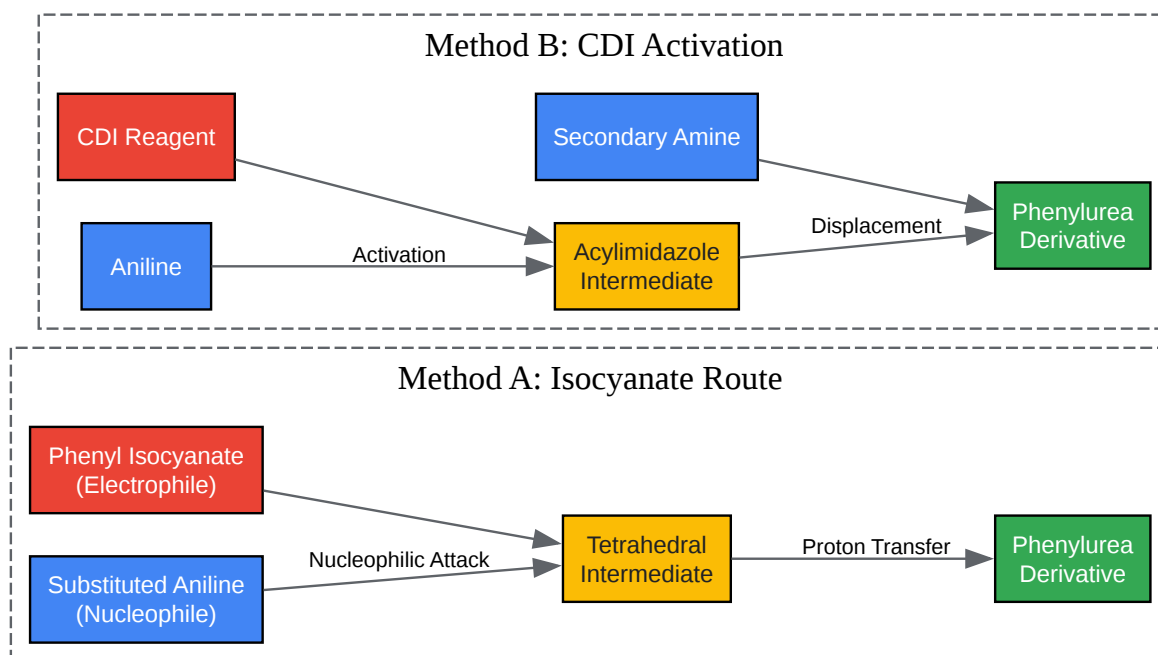 Method B: CDI Activation
CDI Reagent
Secondary Amine
Aniline
Activation
Acylimidazole
Intermediate
Displacement
Phenylurea
Derivative
Method A: Isocyanate Route
Phenyl Isocyanate
(Electrophile)
Substituted Aniline
(Nucleophile)
Nucleophilic Attack
Tetrahedral
Intermediate
Proton Transfer
Phenylurea
Derivative